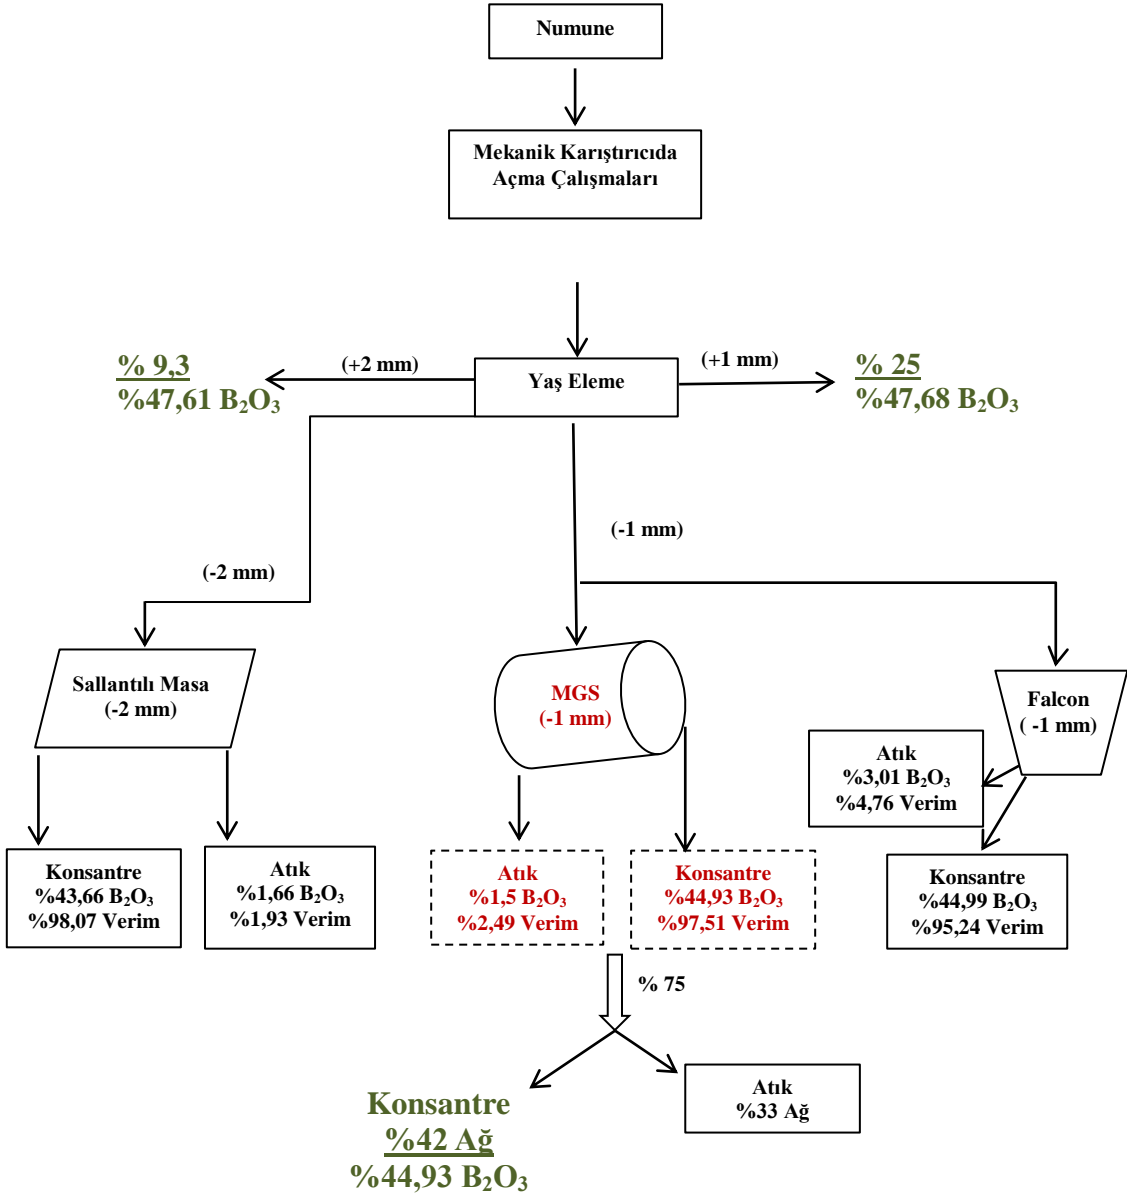 Numune
Mekanik Karıştırıcıda
Açma Çalışmaları
% 9,3
%47,61 B₂O₃
(+2 mm)
Yaş Eleme
(+1 mm)
% 25
%47,68 B₂O₃
(-1 mm)
(-2 mm)
Sallantılı Masa
(-2 mm)
MGS
(-1 mm)
Falcon
( -1 mm)
Atık
%3,01 B₂O₃
%4,76 Verim
Konsantre
%43,66 B₂O₃
%98,07 Verim
Atık
%1,66 B₂O₃
%1,93 Verim
Atık
%1,5 B₂O₃
%2,49 Verim
Konsantre
%44,93 B₂O₃
%97,51 Verim
Konsantre
%44,99 B₂O₃
%95,24 Verim
% 75
Konsantre
%42 Ağ
%44,93 B₂O₃
Atık
%33 Ağ